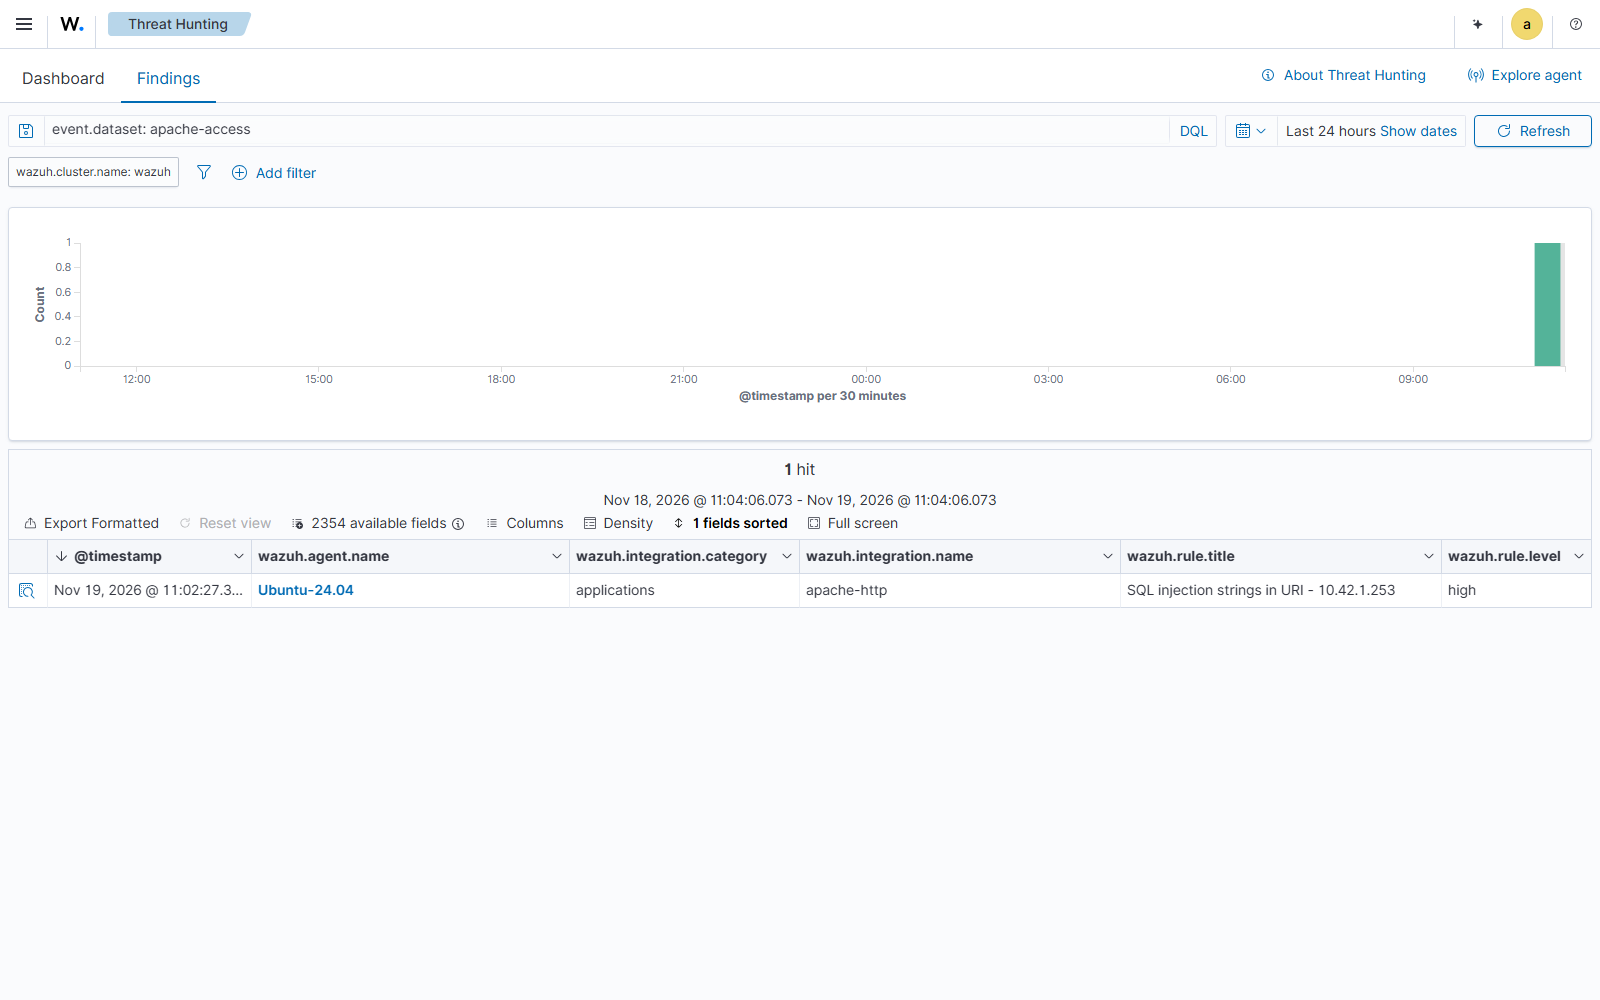 W.
Threat Hunting
a
Dashboard
Findings
About Threat Hunting
Explore agent
event.dataset: apache-access
DQL
Last 24 hours Show dates
Refresh
wazuh.cluster.name: wazuh
Add filter
1
0.8
0.6
0.4
0.2
0
Count
12:00
15:00
18:00
21:00
00:00
03:00
06:00
09:00
@timestamp per 30 minutes
1 hit
Nov 18, 2026 @ 11:04:06.073 - Nov 19, 2026 @ 11:04:06.073
Export Formatted
Reset view
2354 available fields
Columns
Density
1 fields sorted
Full screen
@timestamp
wazuh.agent.name
wazuh.integration.category
wazuh.integration.name
wazuh.rule.title
wazuh.rule.level
Nov 19, 2026 @ 11:02:27.3...
Ubuntu-24.04
applications
apache-http
SQL injection strings in URI - 10.42.1.253
high